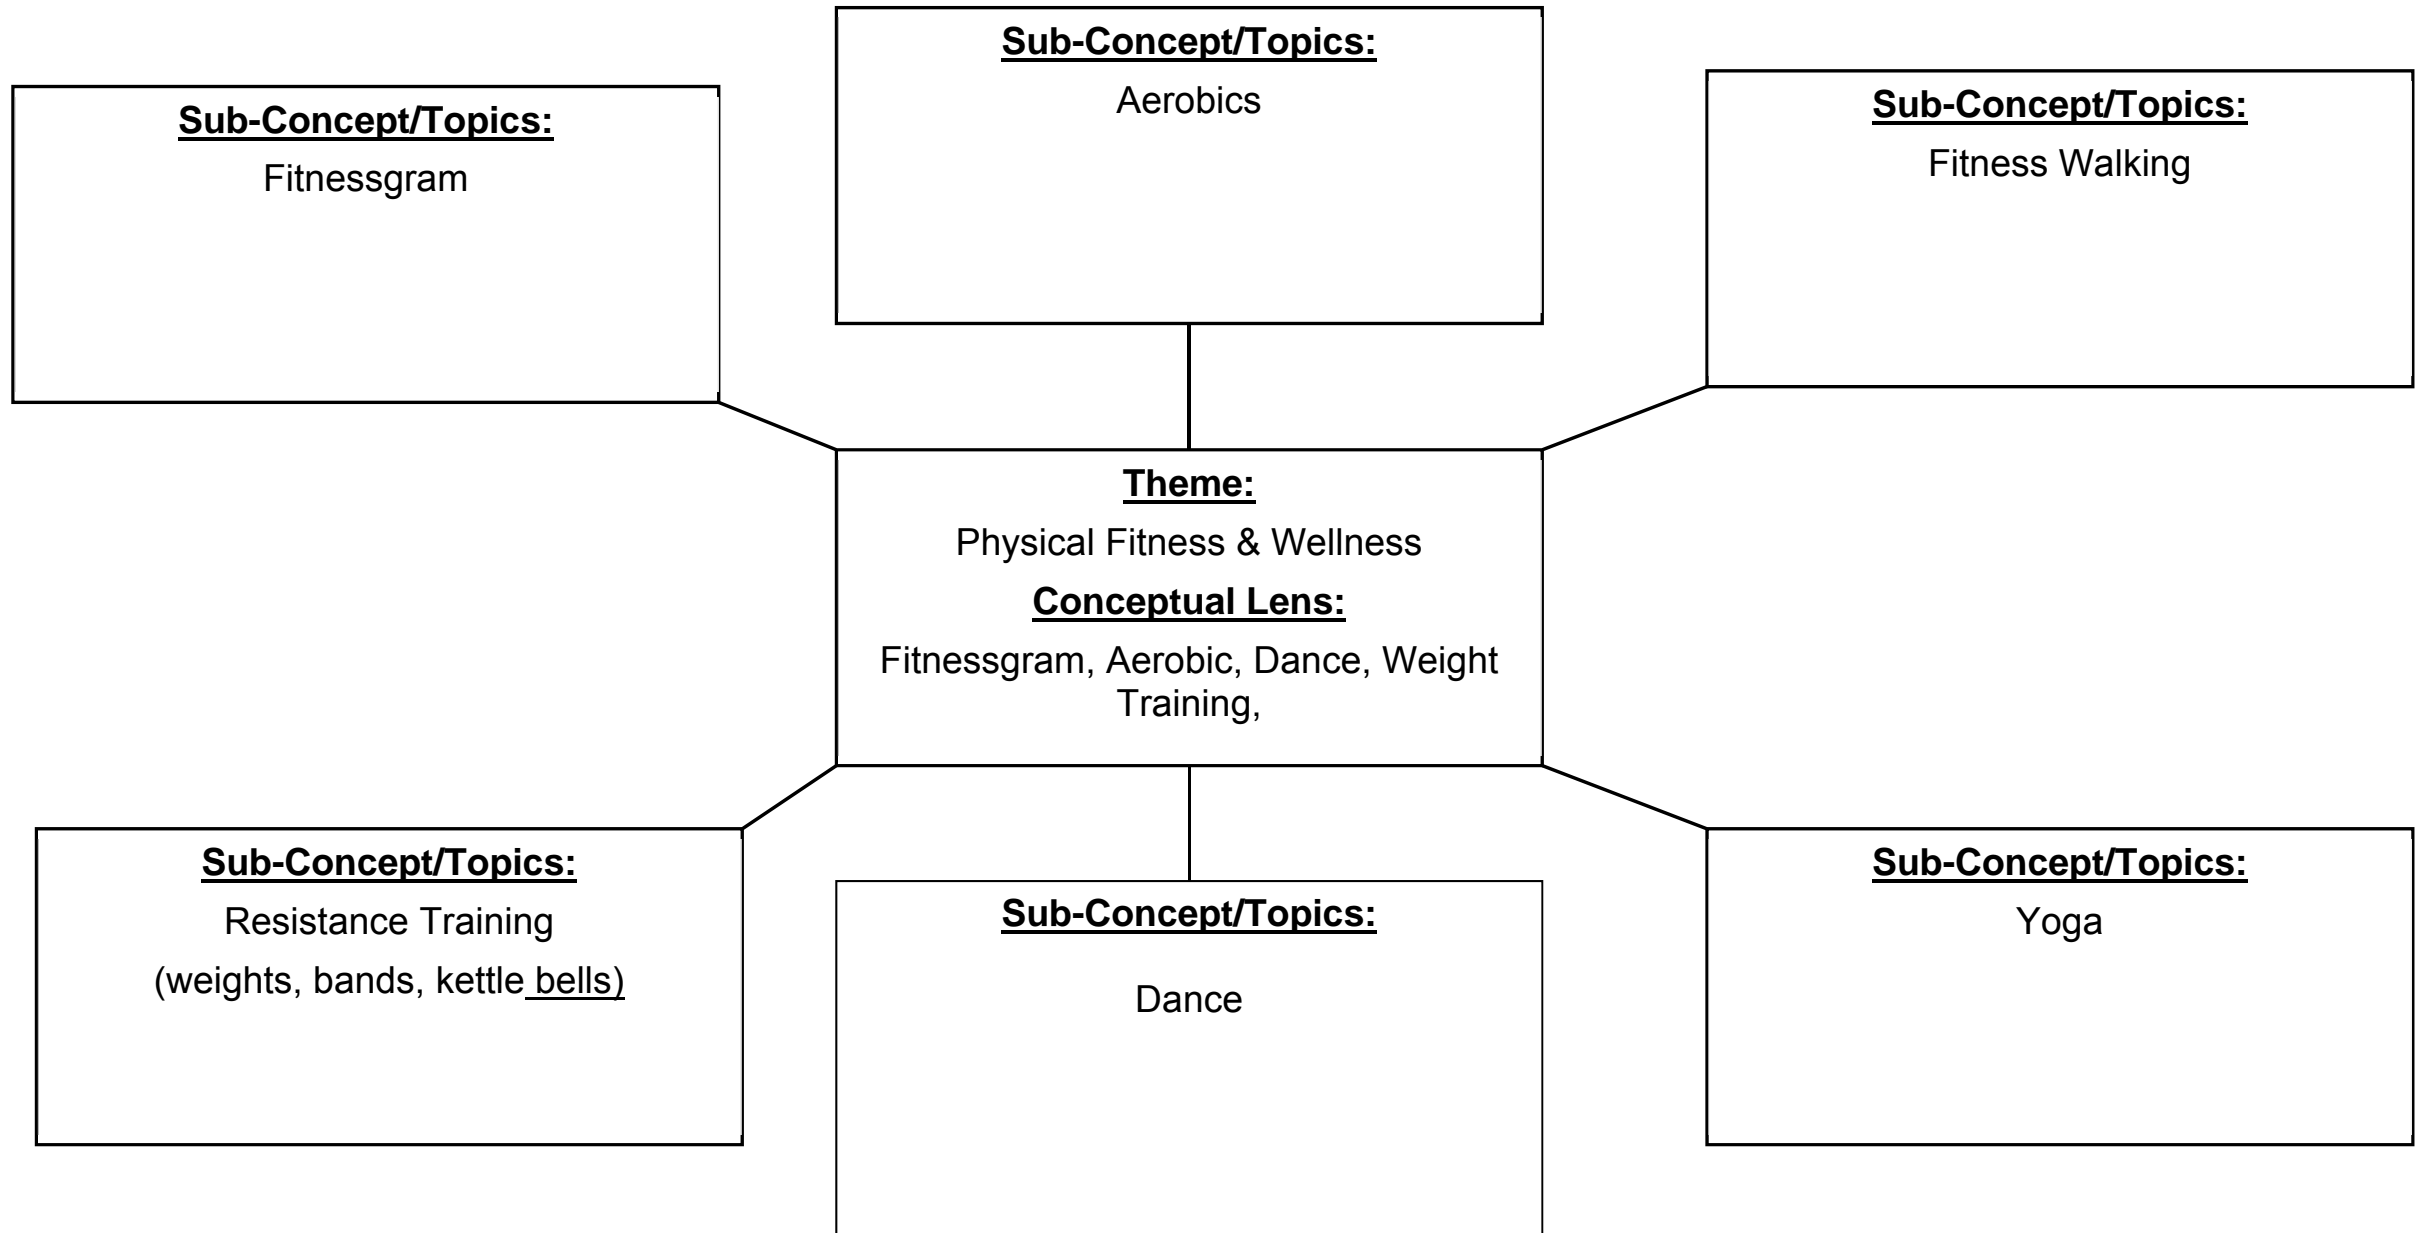 Sub-Concept/Topics:
Fitnessgram
Sub-Concept/Topics:
Aerobics
Sub-Concept/Topics:
Fitness Walking
Theme:
Physical Fitness & Wellness
Conceptual Lens:
Fitnessgram, Aerobic, Dance, Weight
Training,
Sub-Concept/Topics:
Resistance Training
(weights, bands, kettle bells)
Sub-Concept/Topics:
Dance
Sub-Concept/Topics:
Yoga